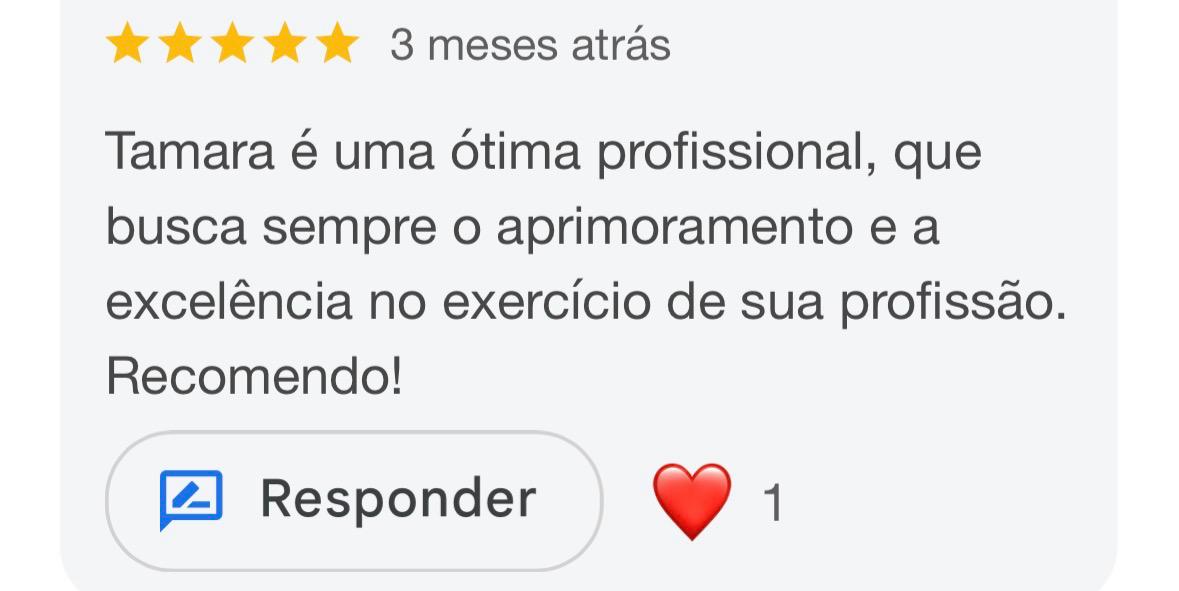 3 meses atrás
Tamara é uma ótima profissional, que
busca sempre o aprimoramento e a
excelência no exercício de sua profissão.
Recomendo!
Responder
1